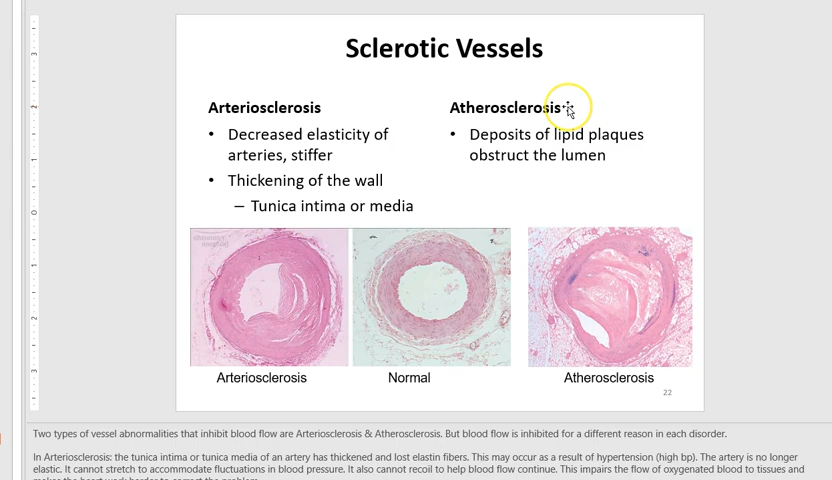 Sclerotic Vessels
Arteriosclerosis
• Decreased elasticity of
arteries, stiffer
• Thickening of the wall
– Tunica intima or media
Atherosclerosis
• Deposits of lipid plaques
obstruct the lumen
Arteriosclerosis
Normal
Atherosclerosis
22
Two types of vessel abnormalities that inhibit blood flow are Arteriosclerosis & Atherosclerosis. But blood flow is inhibited for a different reason in each disorder.
In Arteriosclerosis: the tunica intima or tunica media of an artery has thickened and lost elastin fibers. This may occur as a result of hypertension (high bp). The artery is no longer
elastic. It cannot stretch to accommodate fluctuations in blood pressure. It also cannot recoil to help blood flow continue. This impairs the flow of oxygenated blood to tissues and